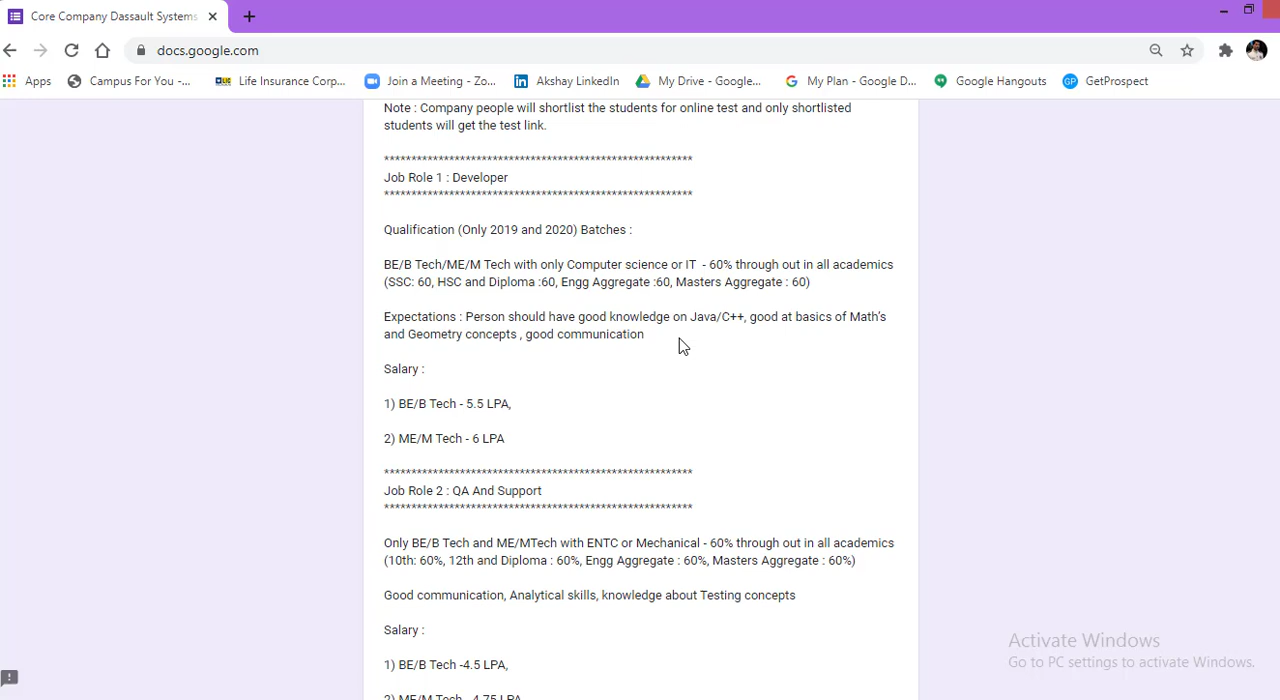 Core Company Dassault Systems
docs.google.com
Apps
Campus For You -...
LIC
Life Insurance Corp...
Join a Meeting - Zo...
in
Akshay LinkedIn
My Drive - Google...
G
My Plan - Google D...
Google Hangouts
GP
GetProspect
Note : Company people will shortlist the students for online test and only shortlisted
students will get the test link.
********************************************************
Job Role 1 : Developer
********************************************************
Qualification (Only 2019 and 2020) Batches :
BE/B Tech/ME/M Tech with only Computer science or IT - 60% through out in all academics
(SSC: 60, HSC and Diploma :60, Engg Aggregate :60, Masters Aggregate : 60)
Expectations : Person should have good knowledge on Java/C++, good at basics of Math's
and Geometry concepts , good communication
Salary :
1) BE/B Tech - 5.5 LPA,
2) ME/M Tech - 6 LPA
********************************************************
Job Role 2 : QA And Support
********************************************************
Only BE/B Tech and ME/MTech with ENTC or Mechanical - 60% through out in all academics
(10th: 60%, 12th and Diploma : 60%, Engg Aggregate : 60%, Masters Aggregate : 60%)
Good communication, Analytical skills, knowledge about Testing concepts
Salary :
1) BE/B Tech -4.5 LPA,
2) ME/M Tech - 4.75 LPA
Activate Windows
Go to PC settings to activate Windows.